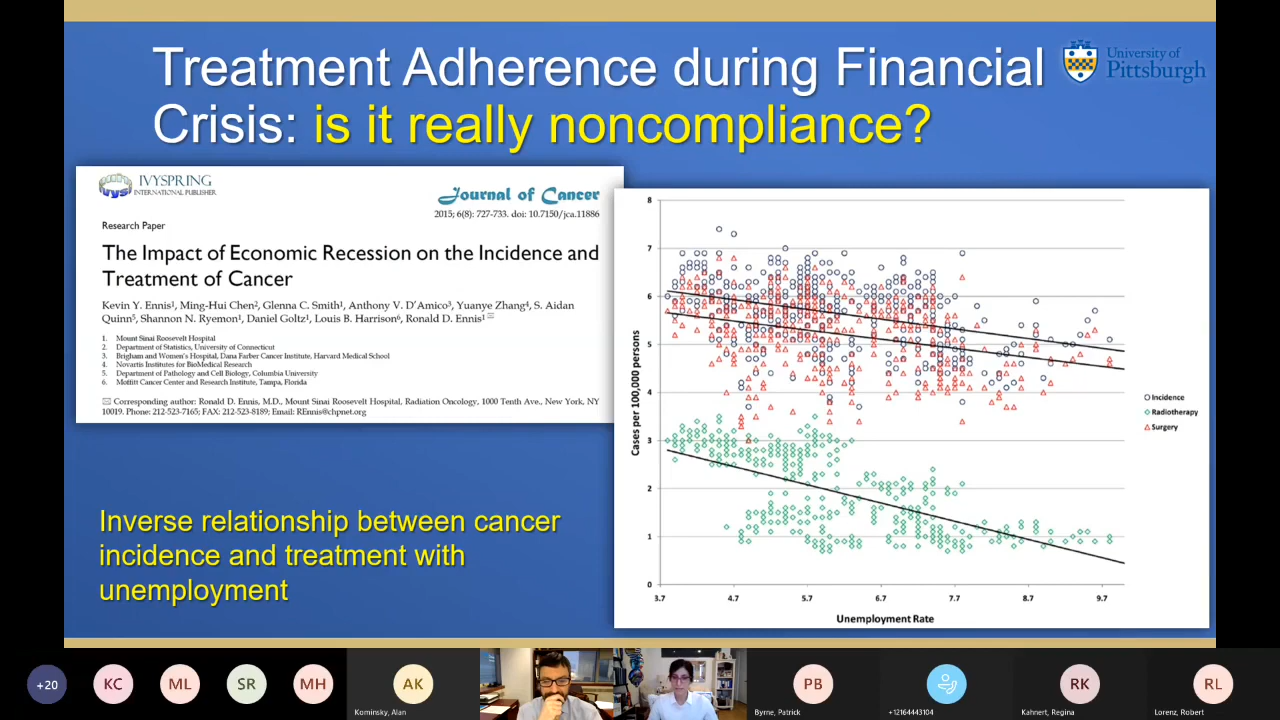 Treatment Adherence during Financial
Crisis: is it really noncompliance?
University of
Pittsburgh
IVYSPRING
INTERNATIONAL PUBLISHER
Journal of Cancer
2015; 6(8): 727-733. doi: 10.7150/jca.11886
Research Paper
The Impact of Economic Recession on the Incidence and
Treatment of Cancer
Kevin Y. Ennis1, Ming-Hui Chen2, Glenna C. Smith1, Anthony V. D'Amico3, Yuanye Zhang4, S. Aidan
Quinn5, Shannon N. Ryemon1, Daniel Goltz1, Louis B. Harrison6, Ronald D. Ennis1
1. Mount Sinai Roosevelt Hospital
2. Department of Statistics, University of Connecticut
3. Brigham and Women's Hospital, Dana Farber Cancer Institute, Harvard Medical School
4. Novartis Institutes for BioMedical Research
5. Department of Pathology and Cell Biology, Columbia University
6. Moffitt Cancer Center and Research Institute, Tampa, Florida
Corresponding author: Ronald D. Ennis, M.D., Mount Sinai Roosevelt Hospital, Radiation Oncology, 1000 Tenth Ave., New York, NY
10019. Phone: 212-523-7165; FAX: 212-523-8189; Email: REnnis@chpnet.org
Inverse relationship between cancer
incidence and treatment with
unemployment
Cases per 100,000 persons
8
7
6
5
4
3
2
1
0
3.7 4.7 5.7 6.7 7.7 8.7 9.7
Unemployment Rate
Incidence
Radiotherapy
Surgery
+20 KC ML SR MH AK PB RK RL
Kominsky, Alan
Byrne, Patrick
+12164443104
Kahnert, Regina
Lorenz, Robert